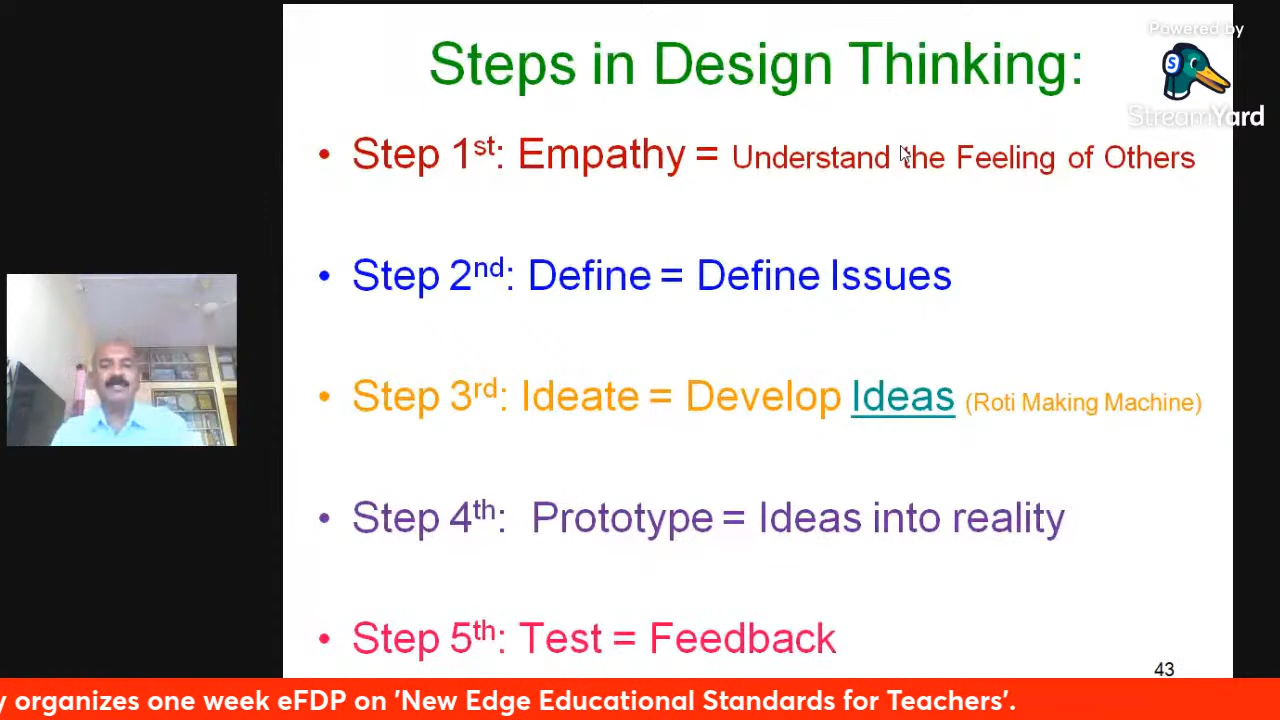 Steps in Design Thinking:
Powered by
StreamYard
• Step 1st: Empathy = Understand the Feeling of Others
• Step 2nd: Define = Define Issues
• Step 3rd: Ideate = Develop Ideas (Roti Making Machine)
• Step 4th: Prototype = Ideas into reality
• Step 5th: Test = Feedback
43
y organizes one week eFDP on 'New Edge Educational Standards for Teachers'.